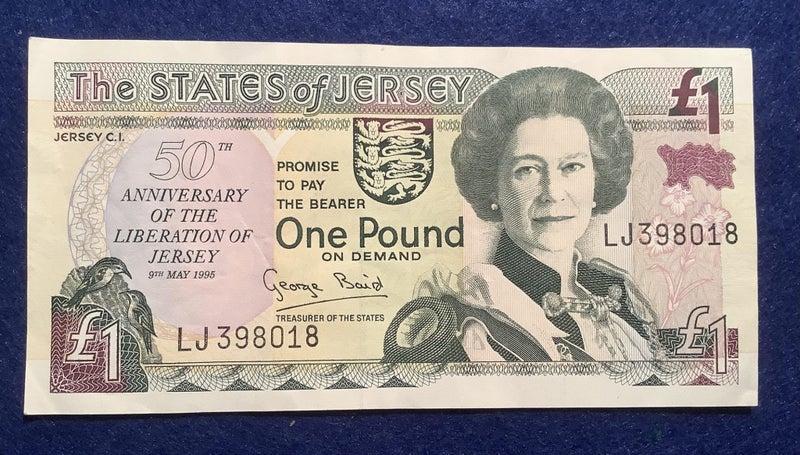 The STATES of JERSEY
£1
JERSEY C.I.
50TH
ANNIVERSARY
OF THE
LIBERATION OF
JERSEY
9TH MAY 1995
PROMISE
TO PAY
THE BEARER
One Pound
ON DEMAND
George Baird
TREASURER OF THE STATES
LJ398018
LJ398018
£1
£1